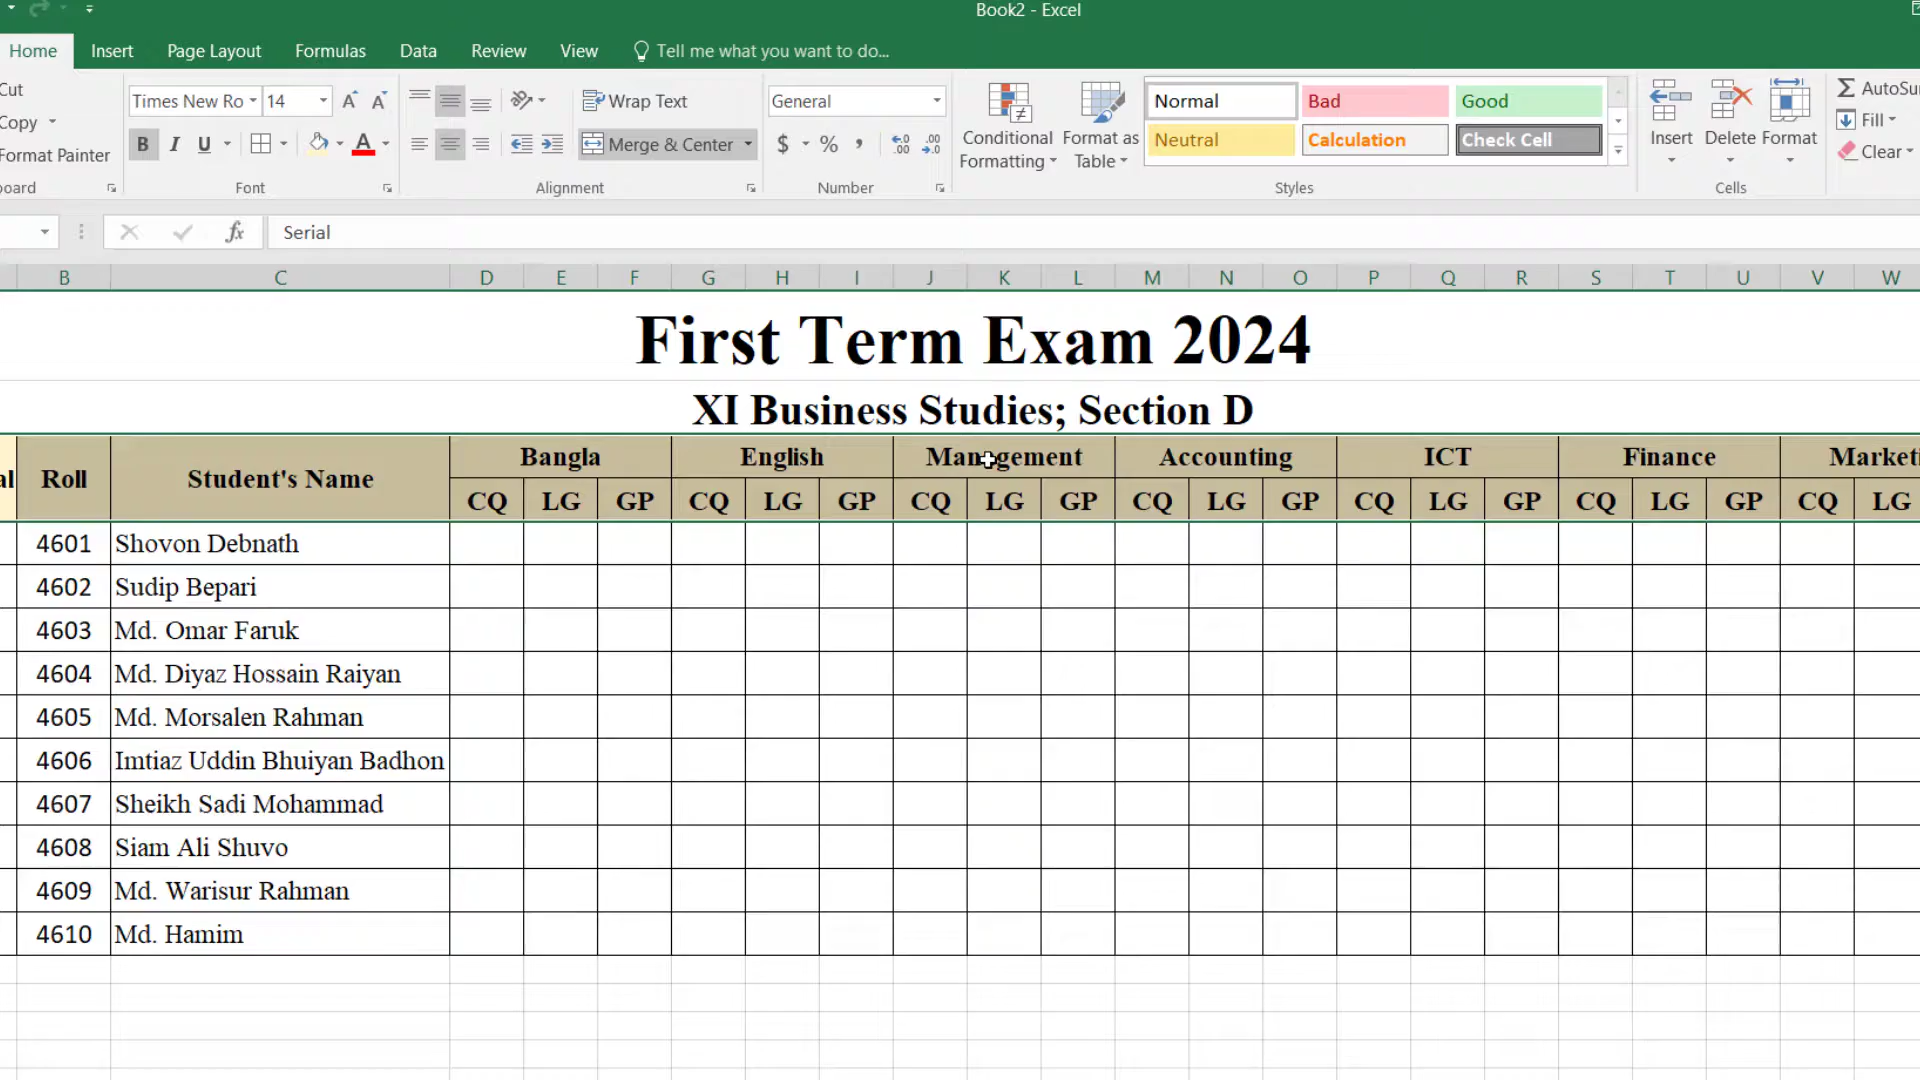 Book2 - Excel
Home Insert Page Layout Formulas Data Review View Tell me what you want to do...
Cut
Copy
Format Painter
Times New Ro 14
Wrap Text
Merge & Center
General
$ %
Conditional Formatting
Format as Table
Normal Bad Good
Neutral Calculation Check Cell
Insert Delete Format
AutoSu
Fill
Clear
oard Font Alignment Number Styles Cells
fx Serial
B C D E F G H I J K L M N O P Q R S T U V W
First Term Exam 2024
XI Business Studies; Section D
al Roll Student's Name Bangla English Management Accounting ICT Finance Marketi
CQ LG GP CQ LG GP CQ LG GP CQ LG GP CQ LG GP CQ LG GP CQ LG
4601 Shovon Debnath
4602 Sudip Bepari
4603 Md. Omar Faruk
4604 Md. Diyaz Hossain Raiyan
4605 Md. Morsalen Rahman
4606 Imtiaz Uddin Bhuiyan Badhon
4607 Sheikh Sadi Mohammad
4608 Siam Ali Shuvo
4609 Md. Warisur Rahman
4610 Md. Hamim